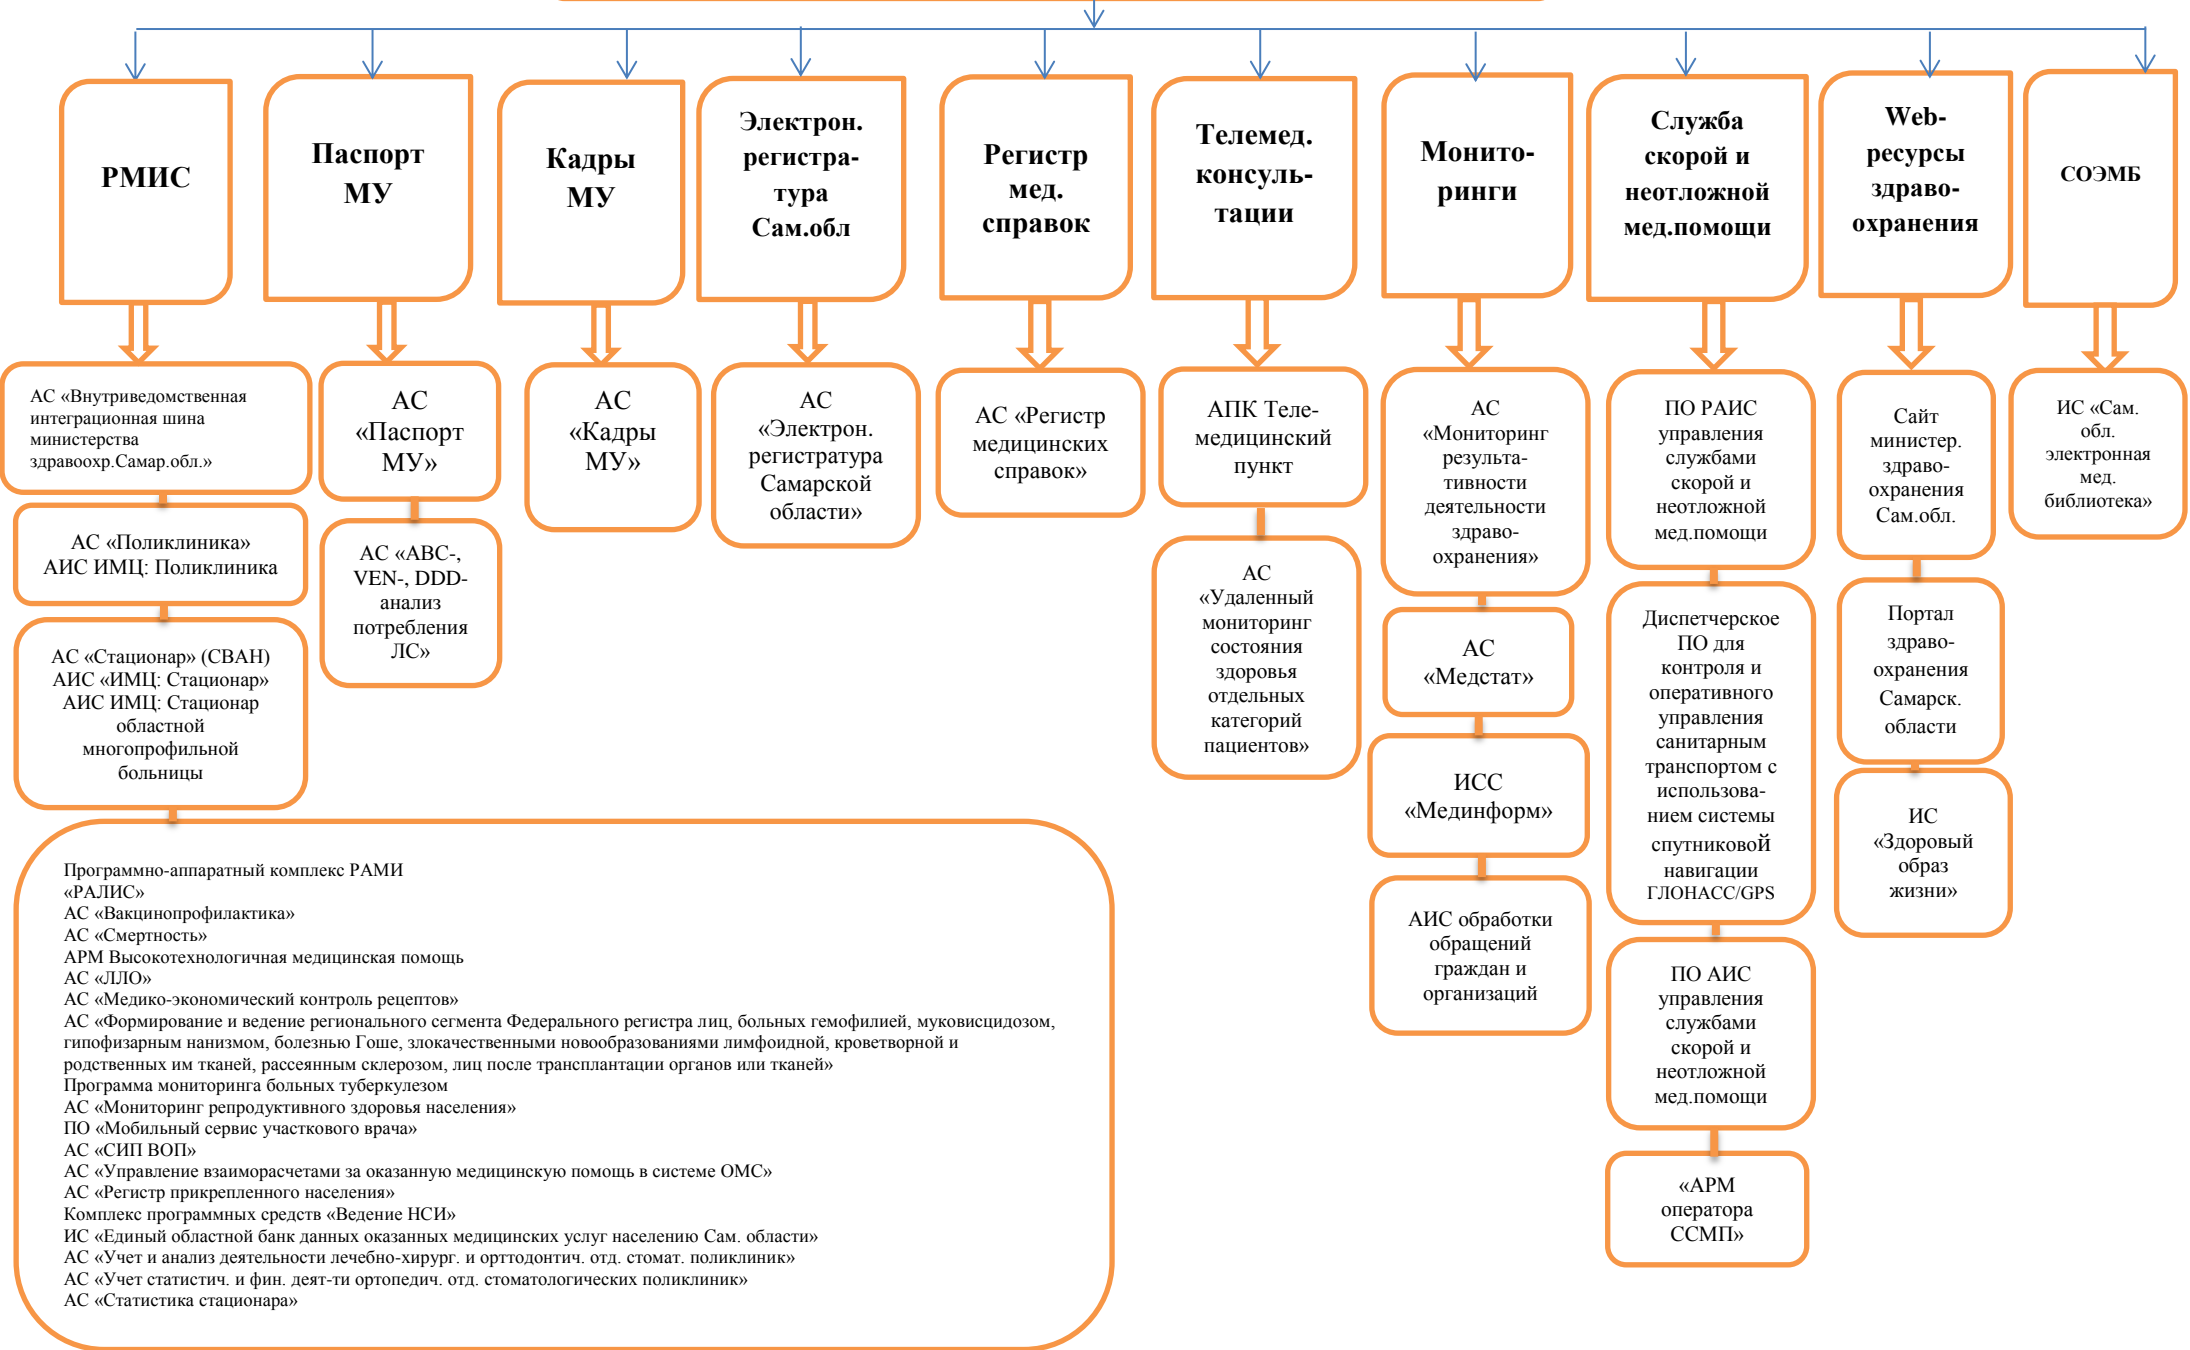 РМИС
Паспорт
МУ
Кадры
МУ
Электрон.
регистра-
тура
Сам.обл
Регистр
мед.
справок
Телемед.
консуль-
тации
Монито-
ринги
Служба
скорой и
неотложной
мед.помощи
Web-
ресурсы
здраво-
охранения
СОЭМБ
АС «Внутриведомственная
интеграционная шина
министерства
здравоохр.Самар.обл.»
АС «Поликлиника»
АИС ИМЦ: Поликлиника
АС «Стационар» (СВАН)
АИС «ИМЦ: Стационар»
АИС ИМЦ: Стационар
областной
многопрофильной
больницы
Программно-аппаратный комплекс РАМИ
«РАЛИС»
АС «Вакцинопрофилактика»
АС «Смертность»
АРМ Высокотехнологичная медицинская помощь
АС «ЛЛО»
АС «Медико-экономический контроль рецептов»
АС «Формирование и ведение регионального сегмента Федерального регистра лиц, больных гемофилией, муковисцидозом,
гипофизарным нанизмом, болезнью Гоше, злокачественными новообразованиями лимфоидной, кроветворной и
родственных им тканей, рассеянным склерозом, лиц после трансплантации органов или тканей»
Программа мониторинга больных туберкулезом
АС «Мониторинг репродуктивного здоровья населения»
ПО «Мобильный сервис участкового врача»
АС «СИП ВОП»
АС «Управление взаиморасчетами за оказанную медицинскую помощь в системе ОМС»
АС «Регистр прикрепленного населения»
Комплекс программных средств «Ведение НСИ»
ИС «Единый областной банк данных оказанных медицинских услуг населению Сам. области»
АС «Учет и анализ деятельности лечебно-хирург. и орттодонтич. отд. стомат. поликлиник»
АС «Учет статистич. и фин. деят-ти ортопедич. отд. стоматологических поликлиник»
АС «Статистика стационара»
АС
«Паспорт
МУ»
АС «АВС-,
VEN-, DDD-
анализ
потребления
ЛС»
АС
«Кадры
МУ»
АС
«Электрон.
регистратура
Самарской
области»
АС «Регистр
медицинских
справок»
АПК Теле-
медицинский
пункт
АС
«Удаленный
мониторинг
состояния
здоровья
отдельных
категорий
пациентов»
АС
«Мониторинг
результа-
тивности
деятельности
здраво-
охранения»
АС
«Медстат»
ИСС
«Мединформ»
АИС обработки
обращений
граждан и
организаций
ПО РАИС
управления
службами
скорой и
неотложной
мед.помощи
Диспетчерское
ПО для
контроля и
оперативного
управления
санитарным
транспортом с
использова-
нием системы
спутниковой
навигации
ГЛОНАСС/GPS
ПО АИС
управления
службами
скорой и
неотложной
мед.помощи
«АРМ
оператора
ССМП»
Сайт
министер.
здраво-
охранения
Сам.обл.
Портал
здраво-
охранения
Самарск.
области
ИС
«Здоровый
образ
жизни»
ИС «Сам.
обл.
электронная
мед.
библиотека»